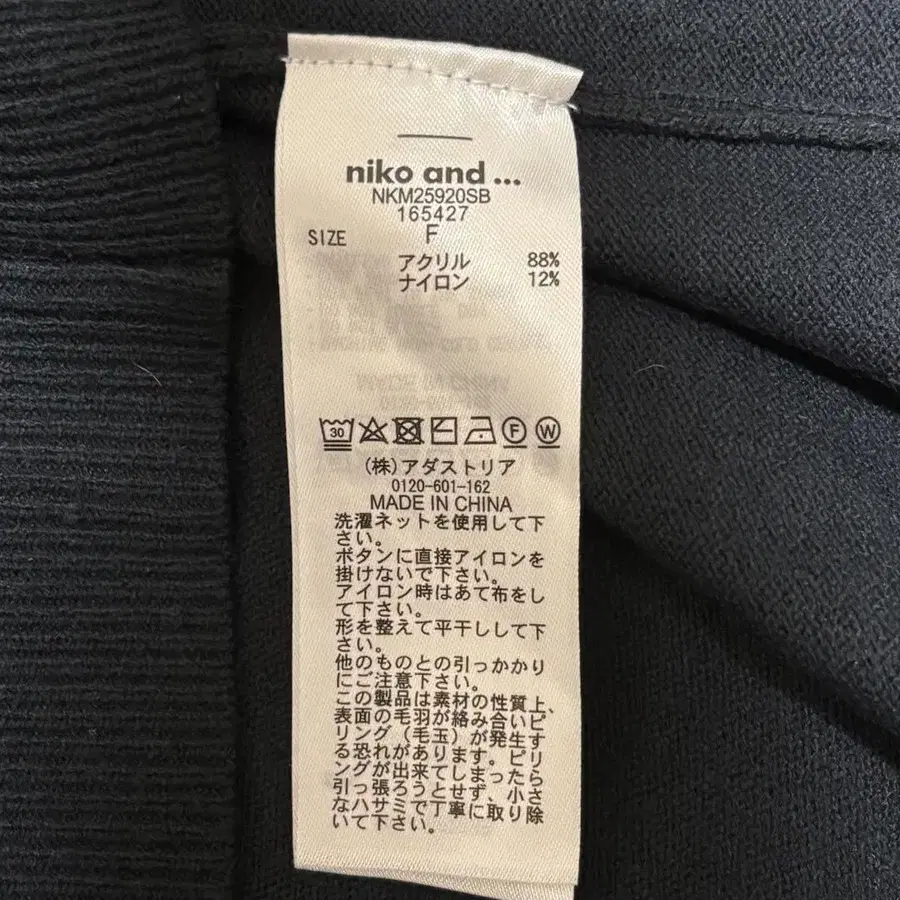 niko and ...
NKM25920SB
165427
SIZE F
アクリル 88%
ナイロン 12%
30 F W
(株)アダストリア
0120-601-162
MADE IN CHINA
洗濯ネットを使用して下
さい。
ボタンに直接アイロンを
掛けないで下さい。
アイロン時はあて布をし
て下さい。
形を整えて平干しして下
さい。
他のものとの引っかかり
にご注意下さい。
この製品は素材の性質上、
表面の毛羽が絡み合いピ
リング(毛玉)が発生す
る恐れがあります。ピリ
ングが出来てしまったら
引っ張ろうとせず、小さ
なハサミで丁寧に取り除
いて下さい。